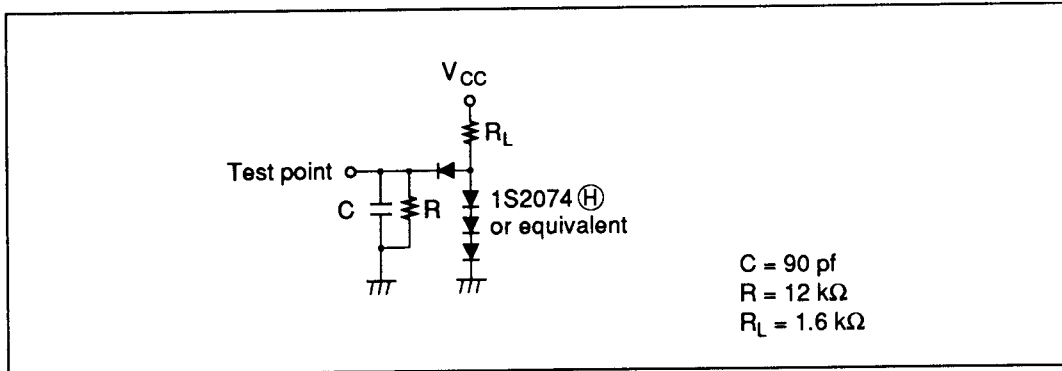 V_CC
R_L
Test point
C
R
1S2074 Ⓗ
or equivalent
C = 90 pf
R = 12 kΩ
R_L = 1.6 kΩ